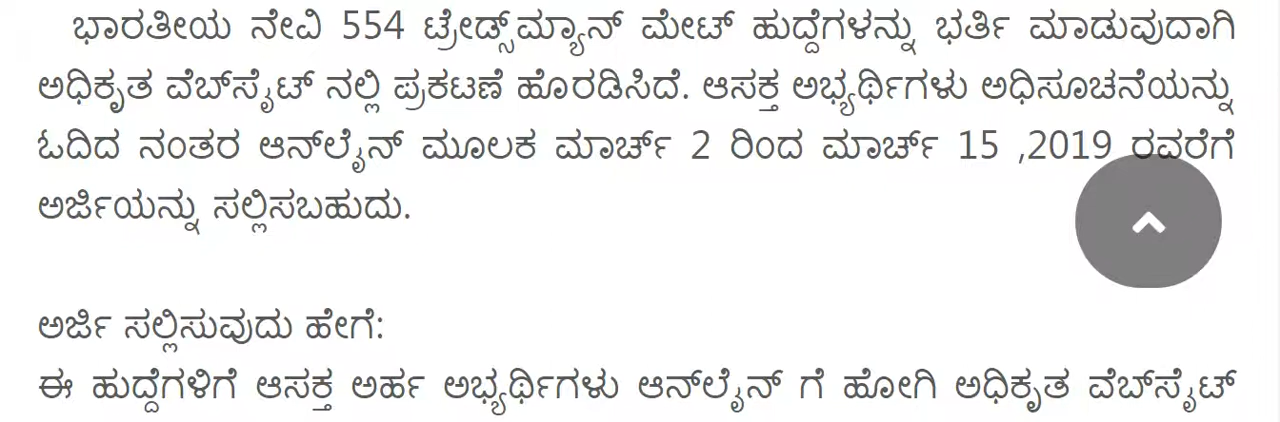 ಭಾರತೀಯ ನೇವಿ 554 ಟ್ರೇಡ್ಸ್‌ಮ್ಯಾನ್ ಮೇಟ್ ಹುದ್ದೆಗಳನ್ನು ಭರ್ತಿ ಮಾಡುವುದಾಗಿ
ಅಧಿಕೃತ ವೆಬ್‌ಸೈಟ್ ನಲ್ಲಿ ಪ್ರಕಟಣೆ ಹೊರಡಿಸಿದೆ. ಆಸಕ್ತ ಅಭ್ಯರ್ಥಿಗಳು ಅಧಿಸೂಚನೆಯನ್ನು
ಓದಿದ ನಂತರ ಆನ್‌ಲೈನ್ ಮೂಲಕ ಮಾರ್ಚ್ 2 ರಿಂದ ಮಾರ್ಚ್ 15 ,2019 ರವರೆಗೆ
ಅರ್ಜಿಯನ್ನು ಸಲ್ಲಿಸಬಹುದು.
ಅರ್ಜಿ ಸಲ್ಲಿಸುವುದು ಹೇಗೆ:
ಈ ಹುದ್ದೆಗಳಿಗೆ ಆಸಕ್ತ ಅರ್ಹ ಅಭ್ಯರ್ಥಿಗಳು ಆನ್‌ಲೈನ್ ಗೆ ಹೋಗಿ ಅಧಿಕೃತ ವೆಬ್‌ಸೈಟ್